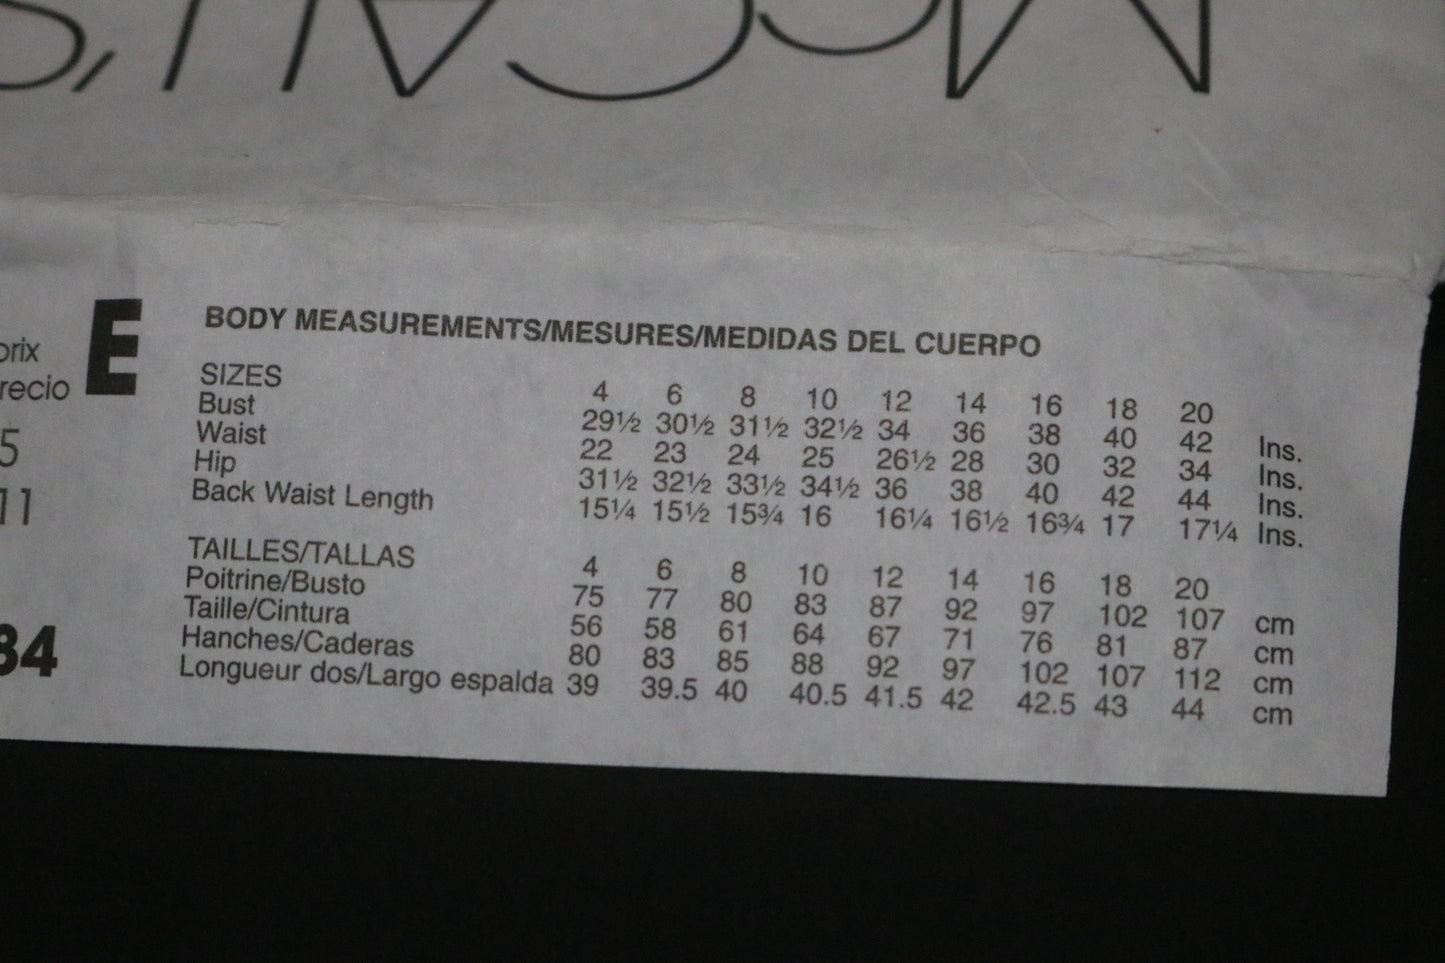 E
BODY MEASUREMENTS/MESURES/MEDIDAS DEL CUERPO
SIZES 4 6 8 10 12 14 16 18 20
Bust 29½ 30½ 31½ 32½ 34 36 38 40 42 Ins.
Waist 22 23 24 25 26½ 28 30 32 34 Ins.
Hip 31½ 32½ 33½ 34½ 36 38 40 42 44 Ins.
Back Waist Length 15¼ 15½ 15¾ 16 16¼ 16½ 16¾ 17 17¼ Ins.
TAILLES/TALLAS 4 6 8 10 12 14 16 18 20
Poitrine/Busto 75 77 80 83 87 92 97 102 107 cm
Taille/Cintura 56 58 61 64 67 71 76 81 87 cm
Hanches/Caderas 80 83 85 88 92 97 102 107 112 cm
Longueur dos/Largo espalda 39 39.5 40 40.5 41.5 42 42.5 43 44 cm